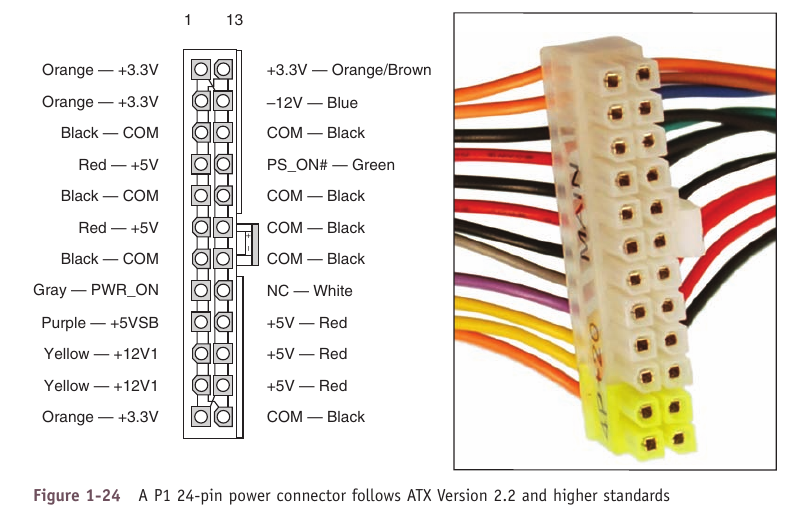 1 13
Orange — +3.3V +3.3V — Orange/Brown
Orange — +3.3V –12V — Blue
Black — COM COM — Black
Red — +5V PS_ON# — Green
Black — COM COM — Black
Red — +5V COM — Black
Black — COM COM — Black
Gray — PWR_ON NC — White
Purple — +5VSB +5V — Red
Yellow — +12V1 +5V — Red
Yellow — +12V1 +5V — Red
Orange — +3.3V COM — Black
MAIN
Figure 1-24 A P1 24-pin power connector follows ATX Version 2.2 and higher standards